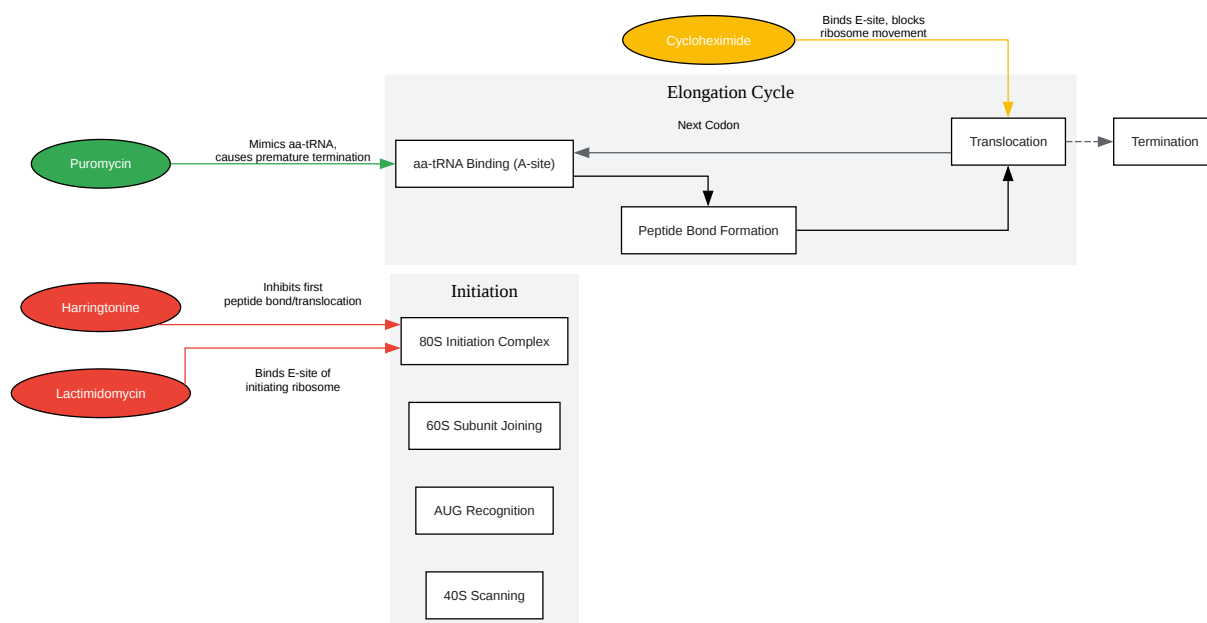 Cycloheximide
Binds E-site, blocks
ribosome movement
Elongation Cycle
Next Codon
Puromycin
Mimics aa-tRNA,
causes premature termination
aa-tRNA Binding (A-site)
Translocation
Termination
Peptide Bond Formation
Harringtonine
Inhibits first
peptide bond/translocation
Initiation
80S Initiation Complex
Lactimidomycin
Binds E-site of
initiating ribosome
60S Subunit Joining
AUG Recognition
40S Scanning